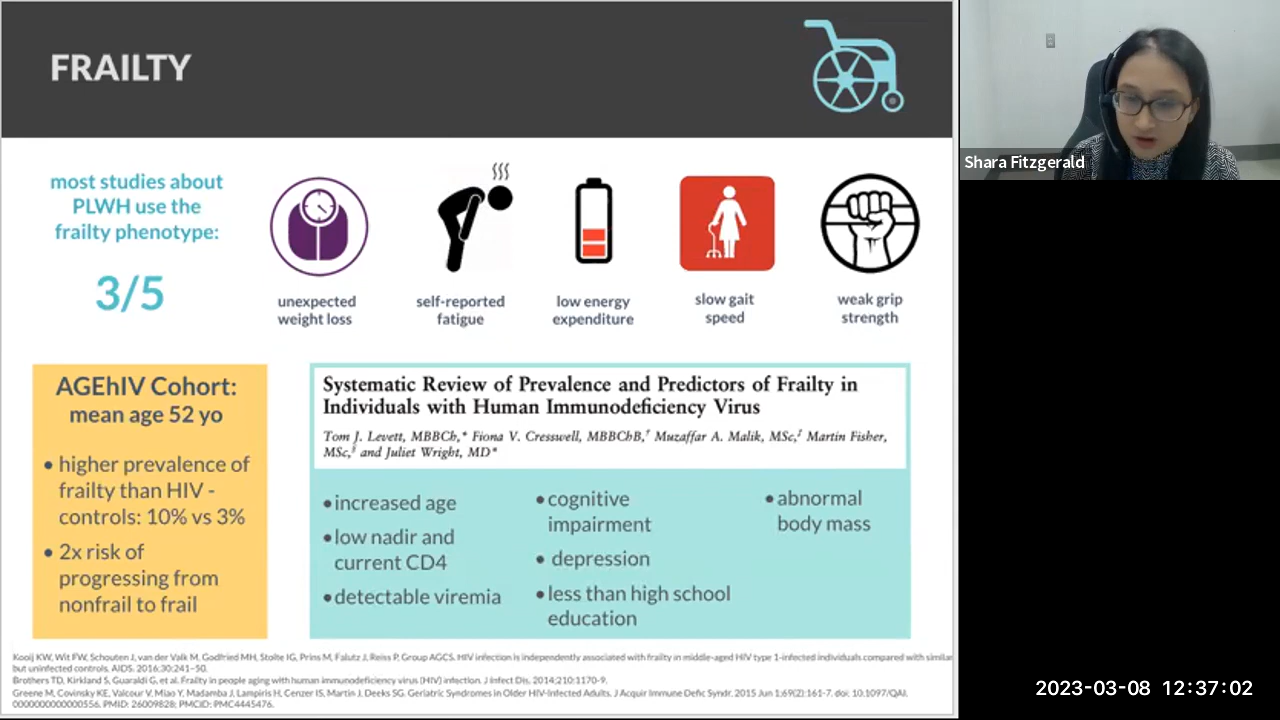 FRAILTY
most studies about
PLWH use the
frailty phenotype:
3/5
unexpected
weight loss
self-reported
fatigue
low energy
expenditure
slow gait
speed
weak grip
strength
AGEhIV Cohort:
mean age 52 yo
• higher prevalence of
frailty than HIV -
controls: 10% vs 3%
• 2x risk of
progressing from
nonfrail to frail
Systematic Review of Prevalence and Predictors of Frailty in
Individuals with Human Immunodeficiency Virus
Tom J. Levett, MBBCh,* Fiona V. Cresswell, MBBChB,† Muzaffar A. Malik, MSc,‡ Martin Fisher,
MSc,§ and Juliet Wright, MD*
• increased age
• low nadir and
current CD4
• detectable viremia
• cognitive
impairment
• depression
• less than high school
education
• abnormal
body mass
Kooij KW, Wit FW, Schouten J, van der Valk M, Godfried MH, Stolte IG, Prins M, Falutz J, Reiss P, Group AGCS. HIV infection is independently associated with frailty in middle-aged HIV type 1-infected individuals compared with similar
but uninfected controls. AIDS. 2016;30:241–50.
Brothers TD, Kirkland S, Guaraldi G, et al. Frailty in people aging with human immunodeficiency virus (HIV) infection. J Infect Dis. 2014;210:1170-9.
Greene M, Covinsky KE, Valcour V, Miao Y, Madamba J, Lampiris H, Cenzer IS, Martin J, Deeks SG. Geriatric Syndromes in Older HIV-Infected Adults. J Acquir Immune Defic Syndr. 2015 Jun 1;69(2):161-7. doi: 10.1097/QAI.
0000000000000556. PMID: 26009828; PMCID: PMC4445476.
Shara Fitzgerald
2023-03-08 12:37:02